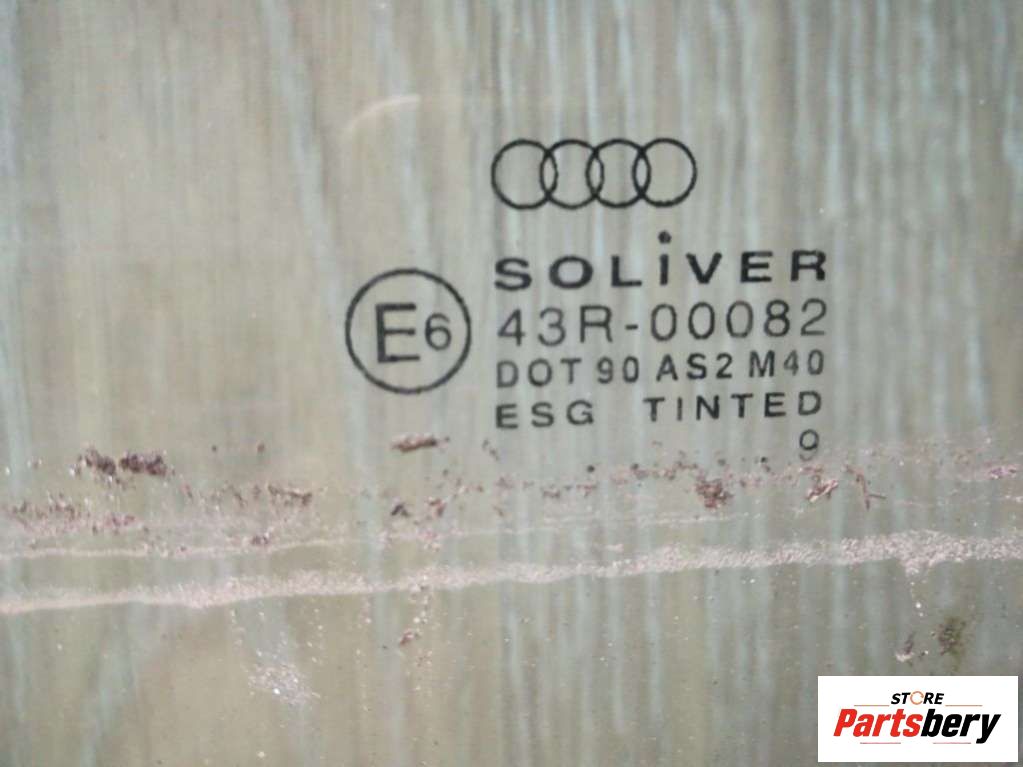 SOLiVER
E6
43R-00082
DOT 90 AS2 M40
ESG TINTED
9
STORE
Partsbery